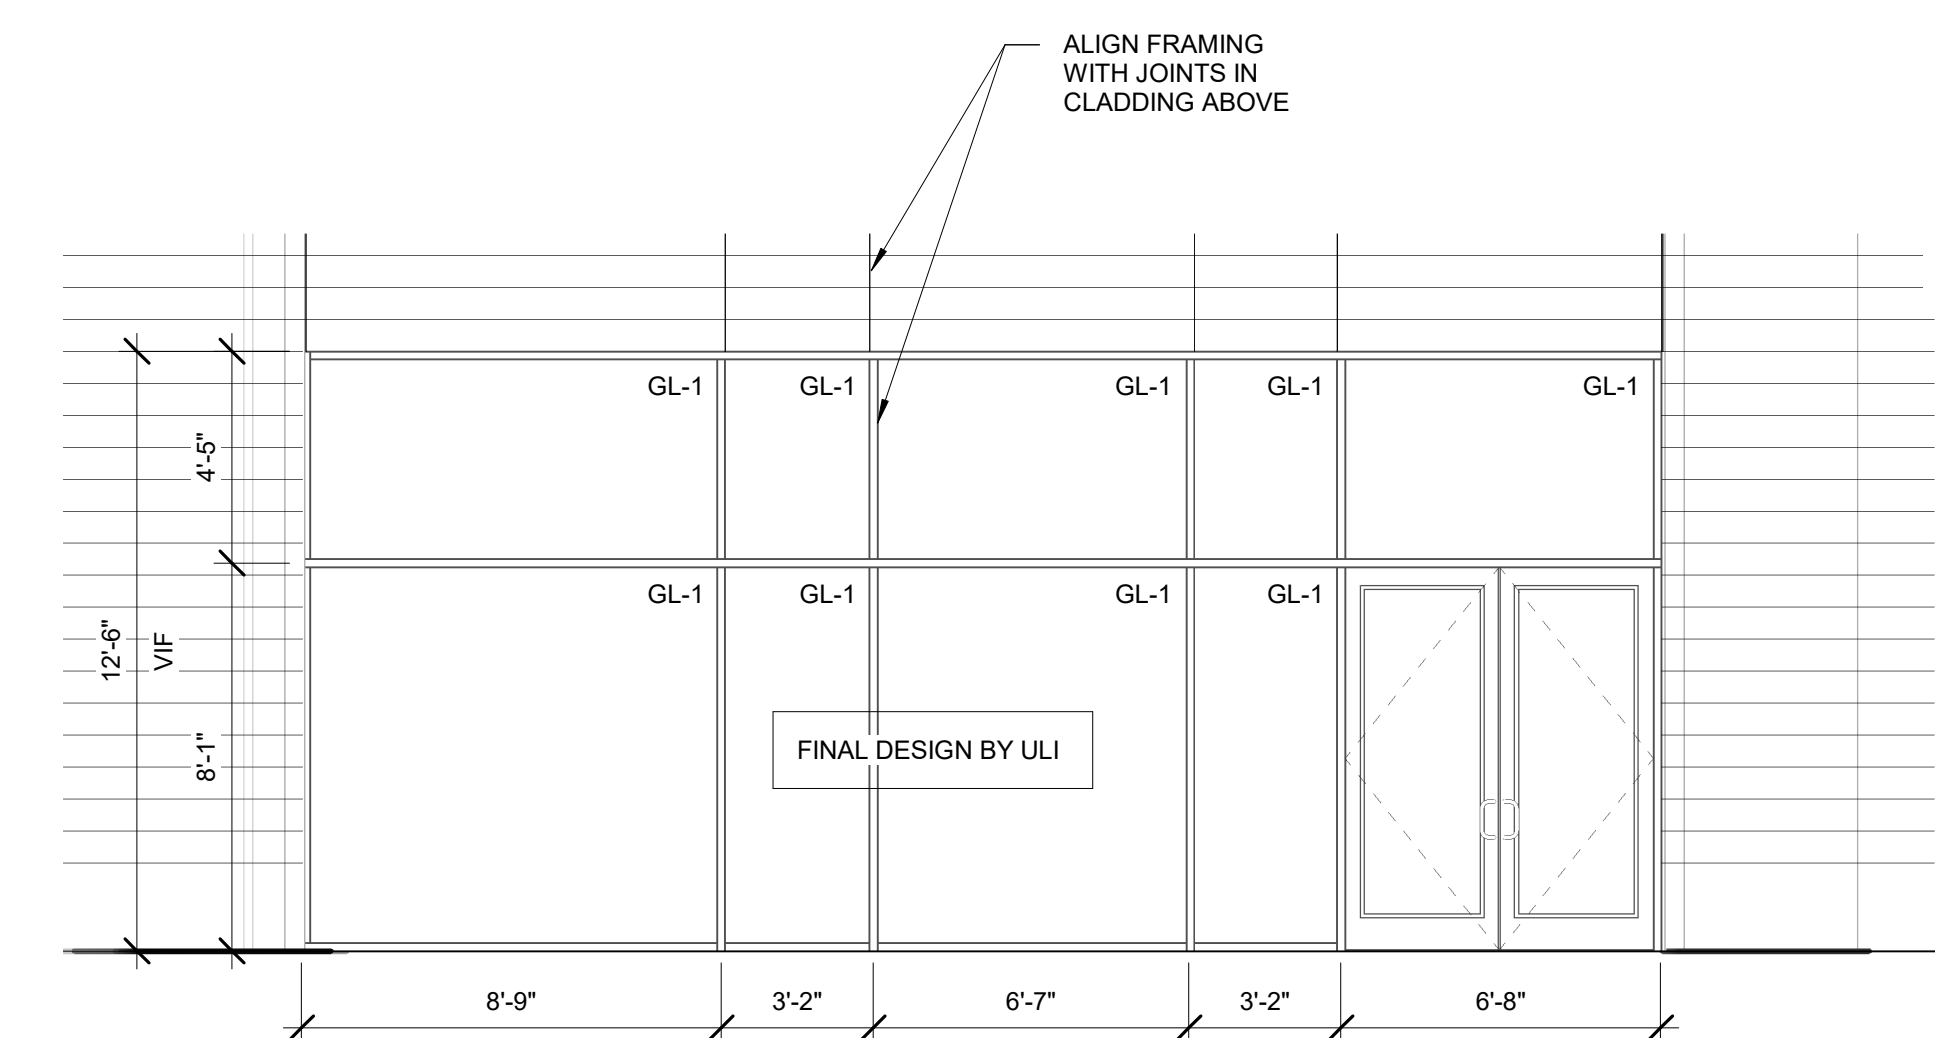 ALIGN FRAMING
WITH JOINTS IN
CLADDING ABOVE
GL-1
GL-1
GL-1
GL-1
GL-1
4'-5"
GL-1
GL-1
GL-1
GL-1
12'-6"
VIF
8'-1"
FINAL DESIGN BY ULI
8'-9"
3'-2"
6'-7"
3'-2"
6'-8"